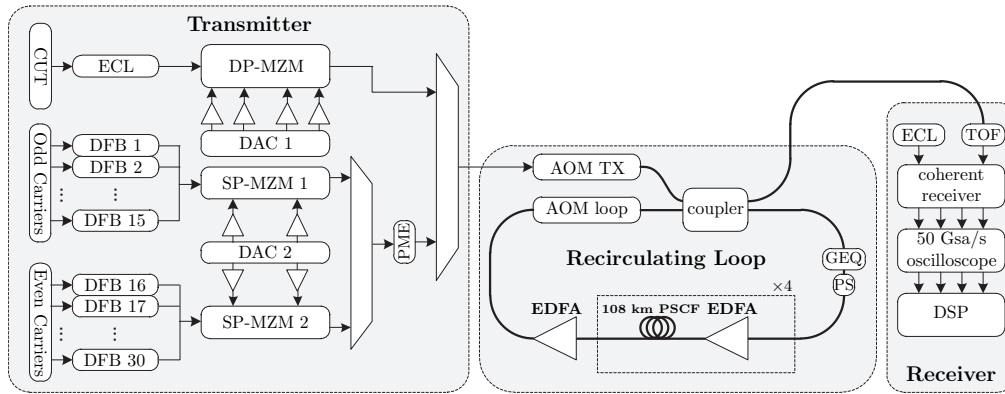 Transmitter
CUT
ECL
DP-MZM
DAC 1
Odd Carriers
DFB 1
DFB 2
... ...
DFB 15
SP-MZM 1
DAC 2
SP-MZM 2
Even Carriers
DFB 16
DFB 17
... ...
DFB 30
PME
AOM TX
AOM loop
coupler
Recirculating Loop
GEQ
PS
×4
EDFA
108 km PSCF
EDFA
ECL
TOF
coherent
receiver
50 Gsa/s
oscilloscope
DSP
Receiver